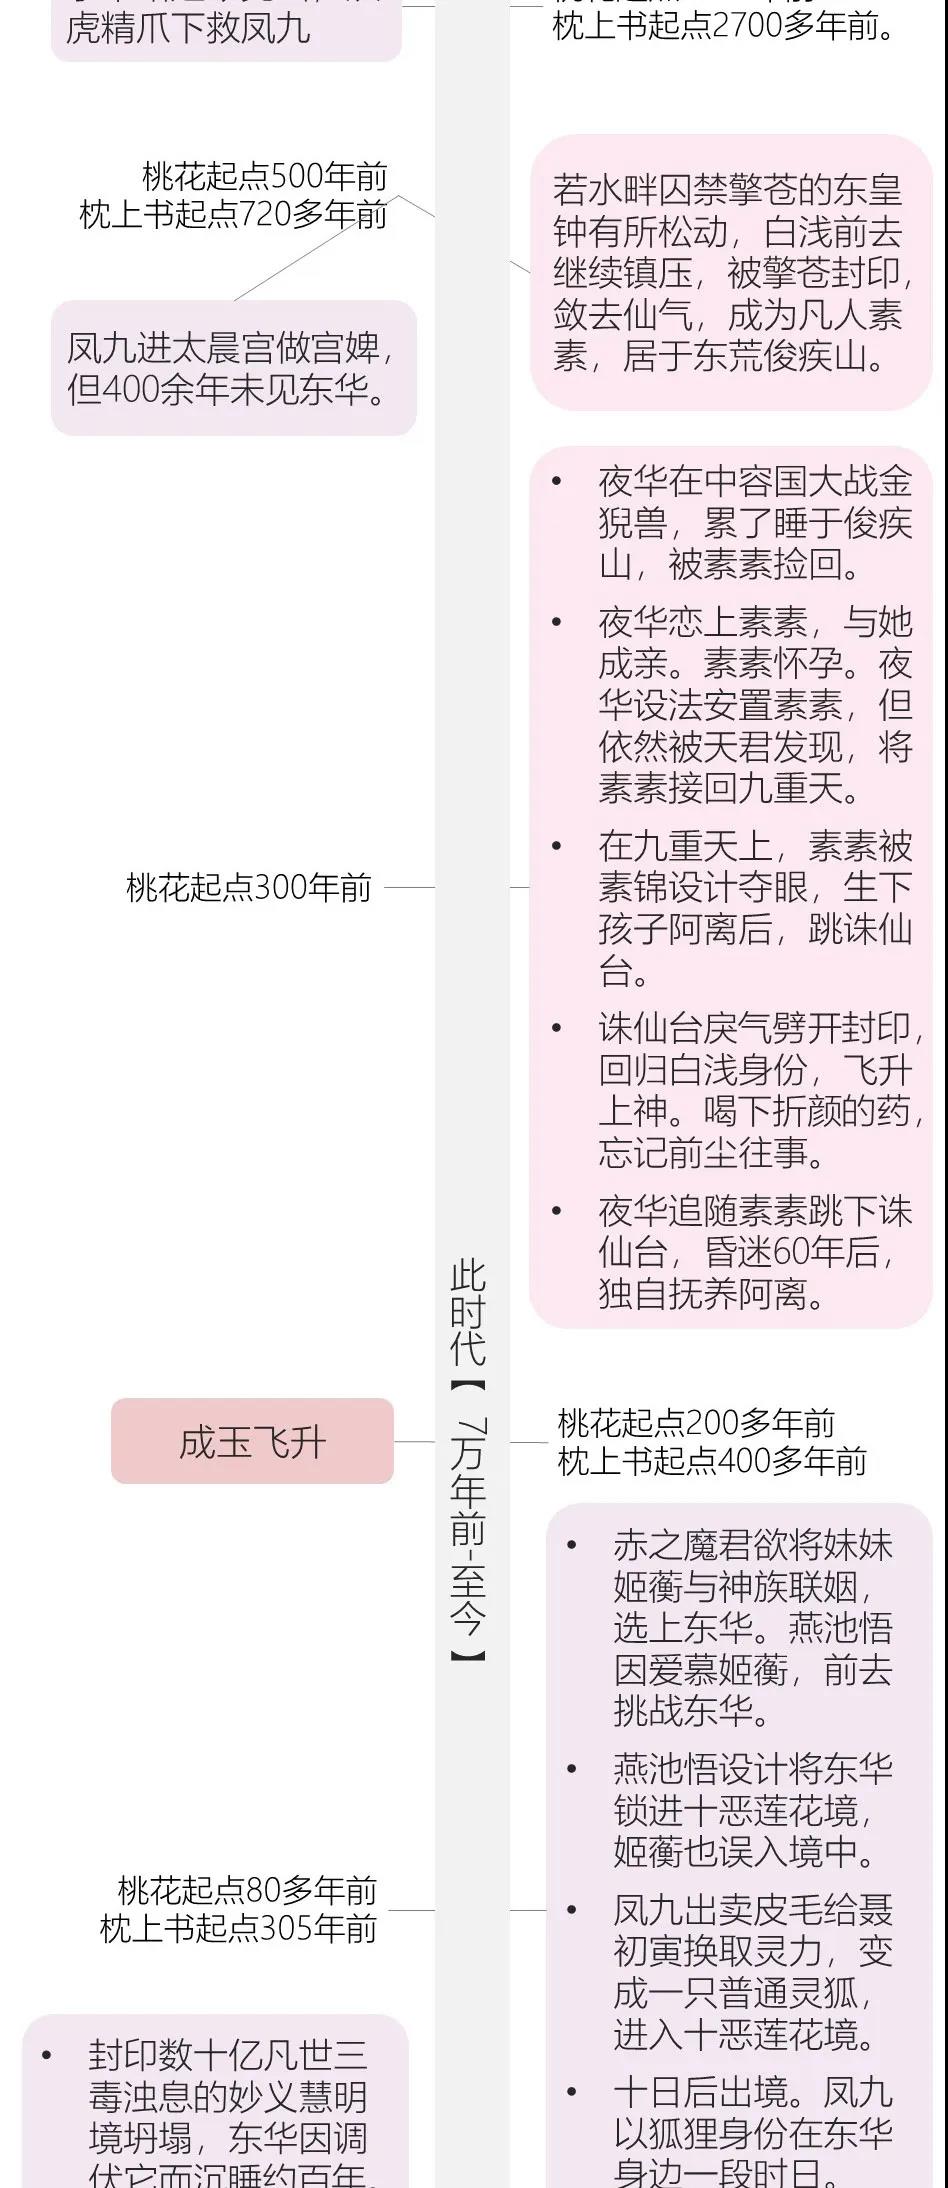 虎精爪下救凤九
枕上书起点2700多年前。
桃花起点500年前
枕上书起点720多年前
若水畔囚禁擎苍的东皇
钟有所松动，白浅前去
继续镇压，被擎苍封印，
敛去仙气，成为凡人素
素，居于东荒俊疾山。
凤九进太晨宫做宫婢，
但400余年未见东华。
• 夜华在中容国大战金
猊兽，累了睡于俊疾
山，被素素捡回。
• 夜华恋上素素，与她
成亲。素素怀孕。夜
华设法安置素素，但
依然被天君发现，将
素素接回九重天。
• 在九重天上，素素被
素锦设计夺眼，生下
孩子阿离后，跳诛仙
台。
• 诛仙台戾气劈开封印，
回归白浅身份，飞升
上神。喝下折颜的药，
忘记前尘往事。
• 夜华追随素素跳下诛
仙台，昏迷60年后，
独自抚养阿离。
桃花起点300年前
此时代【7万年前-至今】
成玉飞升
桃花起点200多年前
枕上书起点400多年前
• 赤之魔君欲将妹妹
姬蘅与神族联姻，
选上东华。燕池悟
因爱慕姬蘅，前去
挑战东华。
• 燕池悟设计将东华
锁进十恶莲花境，
姬蘅也误入境中。
• 凤九出卖皮毛给聂
初寅换取灵力，变
成一只普通灵狐，
进入十恶莲花境。
• 十日后出境。凤九
以狐狸身份在东华
身边一段时日。
桃花起点80多年前
枕上书起点305年前
• 封印数十亿凡世三
毒浊息的妙义慧明
境坍塌，东华因调
伏它而沉睡约百年。